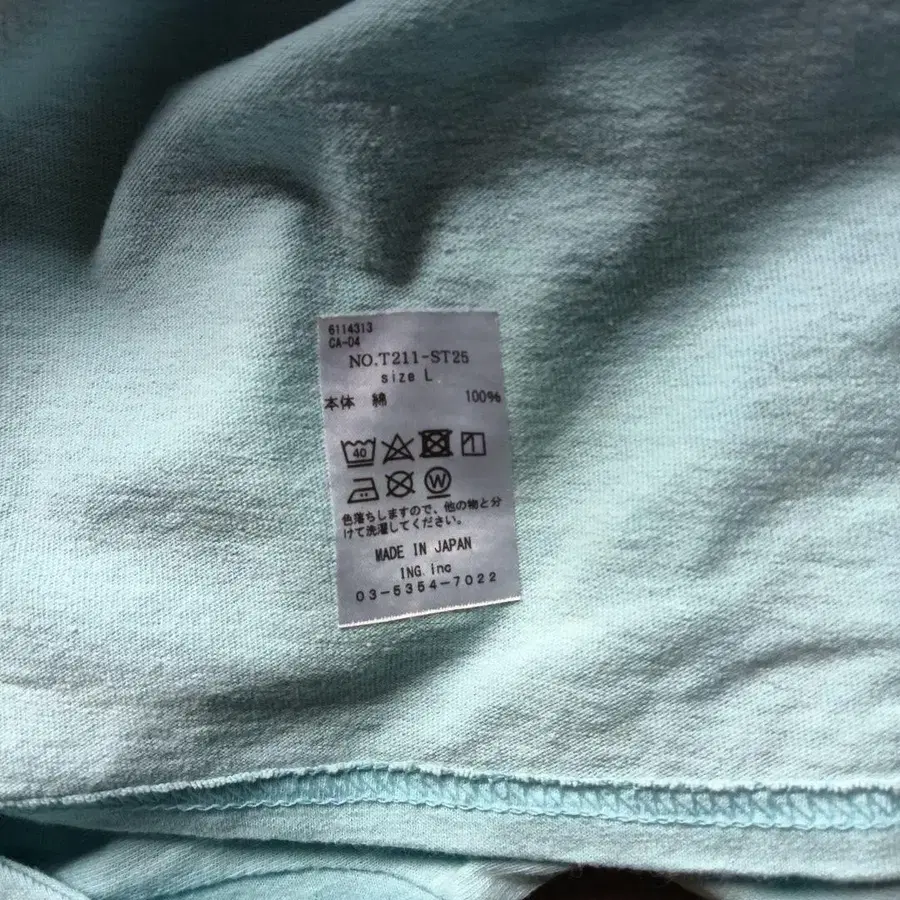 6114313
CA-04
NO.T211-ST25
size L
本体 綿 100%
40
W
色落ちしますので、他の物と分
けて洗濯してください。
MADE IN JAPAN
ING.inc
03-5354-7022